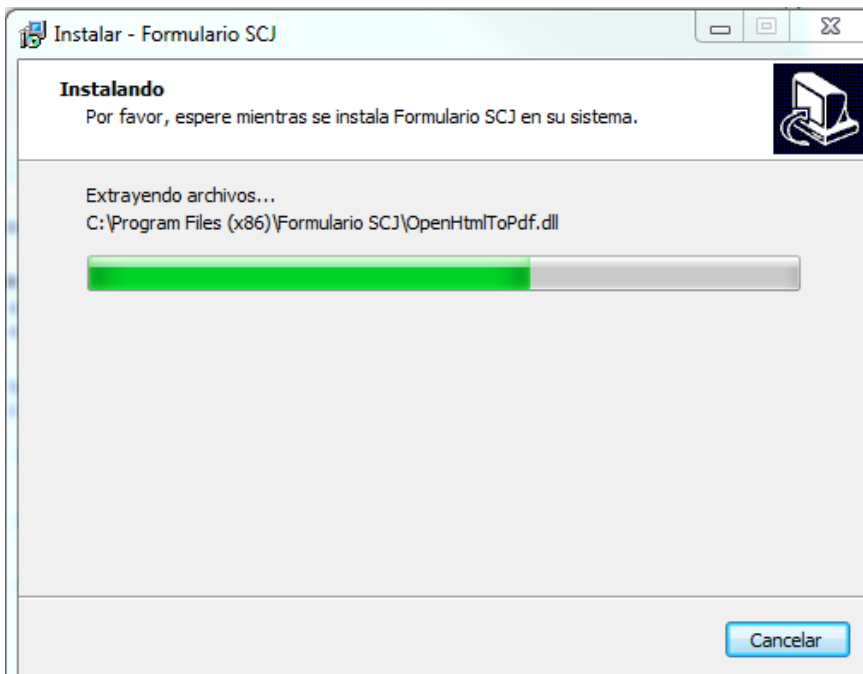 Instalar - Formulario SCJ
Instalando
Por favor, espere mientras se instala Formulario SCJ en su sistema.
Extrayendo archivos...
C:\Program Files (x86)\Formulario SCJ\OpenHtmlToPdf.dll
Cancelar